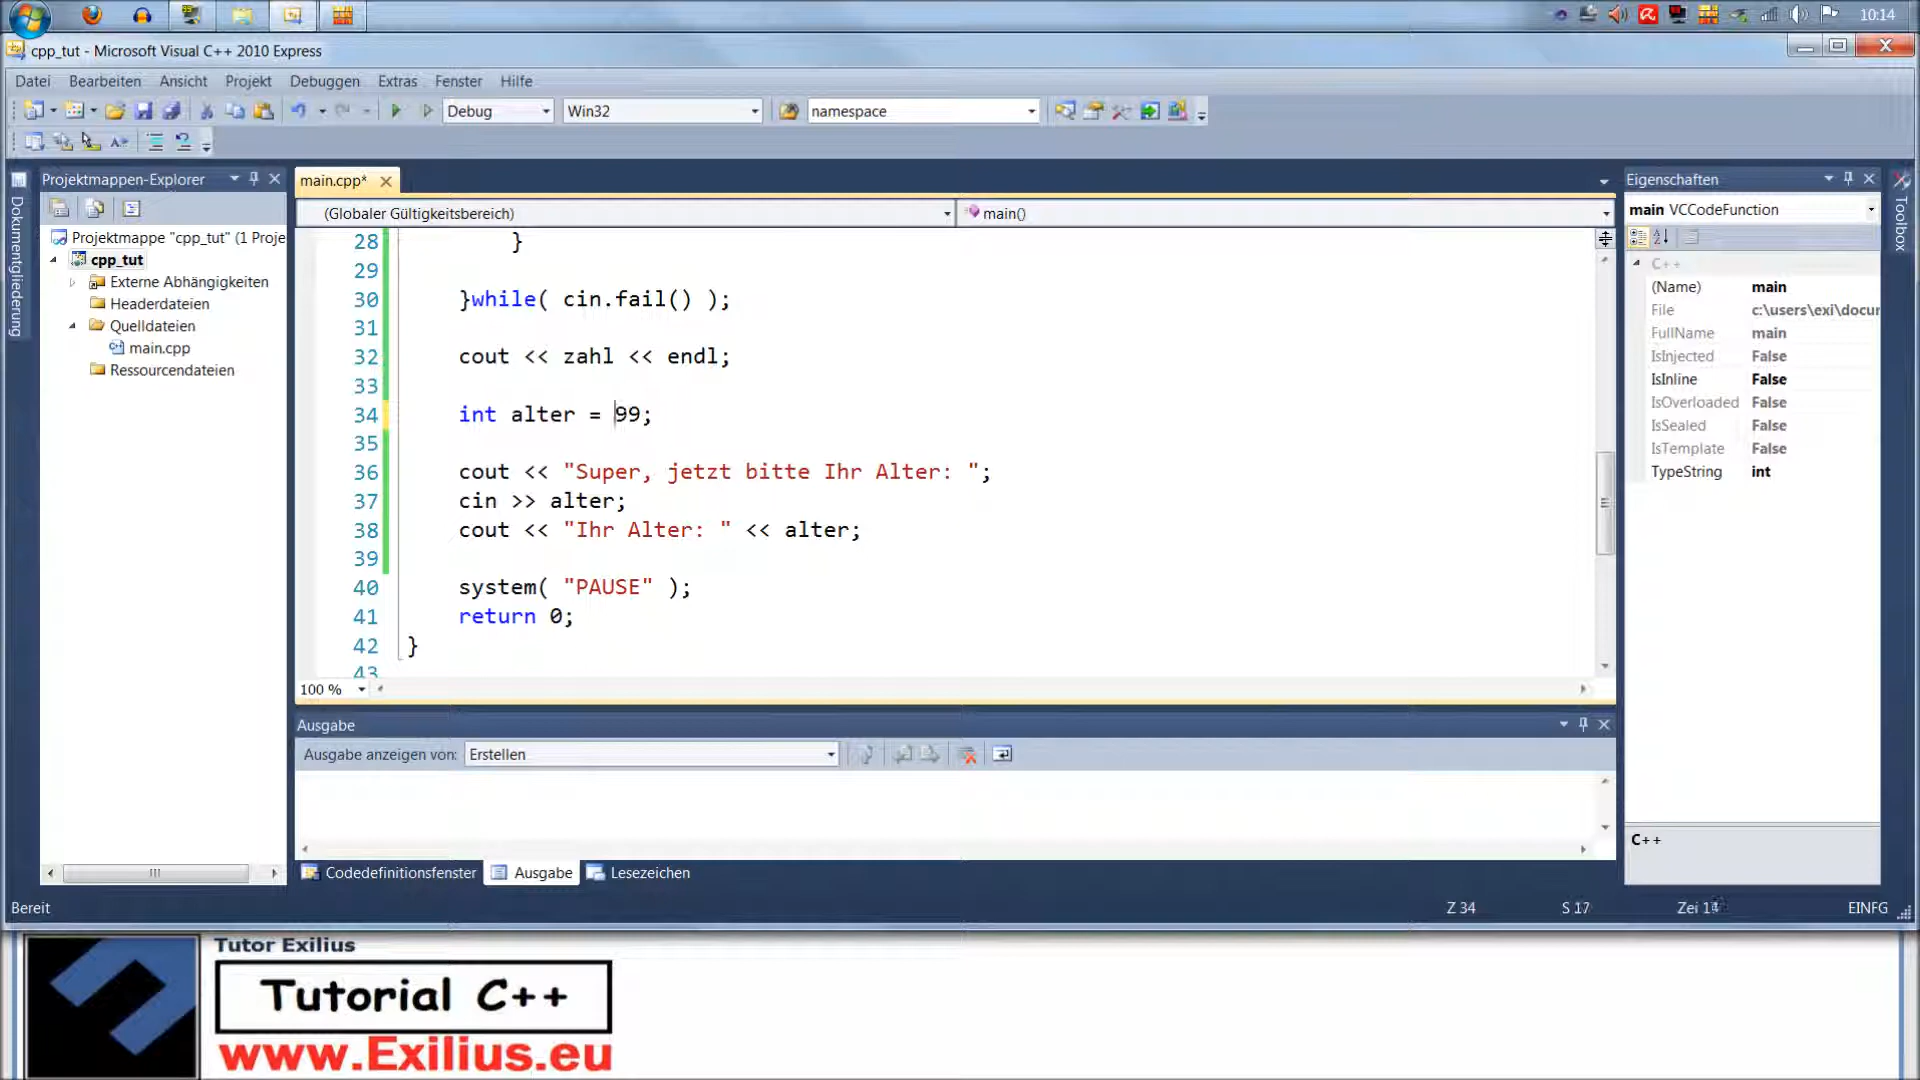 10:14
cpp_tut - Microsoft Visual C++ 2010 Express
Datei Bearbeiten Ansicht Projekt Debuggen Extras Fenster Hilfe
Debug Win32 namespace
Dokumentgliederung
Projektmappen-Explorer
Projektmappe "cpp_tut" (1 Proje
cpp_tut
Externe Abhängigkeiten
Headerdateien
Quelldateien
main.cpp
Ressourcendateien
main.cpp*
(Globaler Gültigkeitsbereich) main()
28 }
29
30 }while( cin.fail() );
31
32 cout << zahl << endl;
33
34 int alter = 99;
35
36 cout << "Super, jetzt bitte Ihr Alter: ";
37 cin >> alter;
38 cout << "Ihr Alter: " << alter;
39
40 system( "PAUSE" );
41 return 0;
42 }
43
100 %
Ausgabe
Ausgabe anzeigen von: Erstellen
Codedefinitionsfenster Ausgabe Lesezeichen
Eigenschaften
main VCCodeFunction
C++
(Name) main
File c:\users\exi\docur
FullName main
IsInjected False
IsInline False
IsOverloaded False
IsSealed False
IsTemplate False
TypeString int
C++
Toolbox
Bereit Z 34 S 17 Zei 14 EINFG
Tutor Exilius
Tutorial C++
www.Exilius.eu